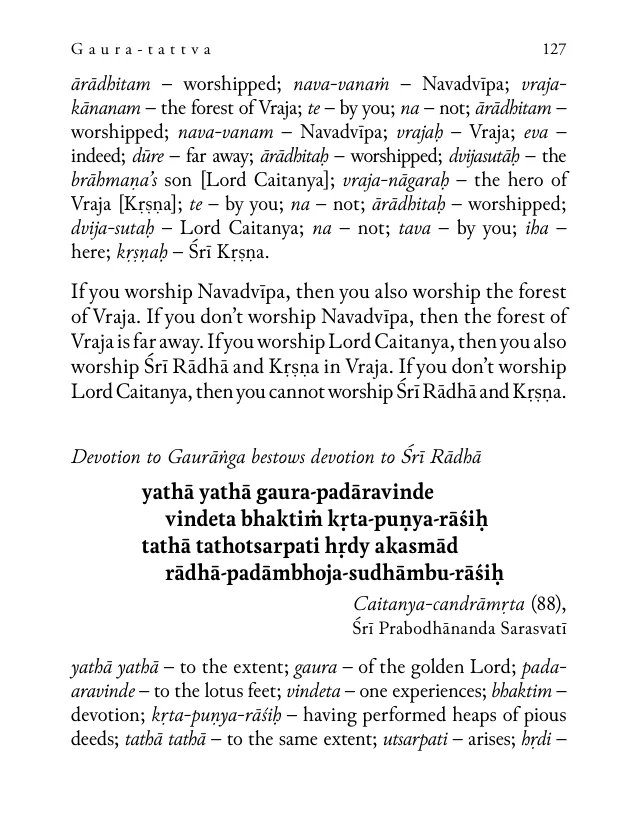 Gaura-tattva 127
ārādhitam – worshipped; nava-vanaṁ – Navadvīpa; vraja-
kānanam – the forest of Vraja; te – by you; na – not; ārādhitam –
worshipped; nava-vanam – Navadvīpa; vrajaḥ – Vraja; eva –
indeed; dūre – far away; ārādhitaḥ – worshipped; dvijasutāḥ – the
brāhmaṇa’s son [Lord Caitanya]; vraja-nāgaraḥ – the hero of
Vraja [Kṛṣṇa]; te – by you; na – not; ārādhitaḥ – worshipped;
dvija-sutaḥ – Lord Caitanya; na – not; tava – by you; iha –
here; kṛṣṇaḥ – Śrī Kṛṣṇa.
If you worship Navadvīpa, then you also worship the forest
of Vraja. If you don’t worship Navadvīpa, then the forest of
Vraja is far away. If you worship Lord Caitanya, then you also
worship Śrī Rādhā and Kṛṣṇa in Vraja. If you don’t worship
Lord Caitanya, then you cannot worship Śrī Rādhā and Kṛṣṇa.
Devotion to Gaurāṅga bestows devotion to Śrī Rādhā
yathā yathā gaura-padāravinde
vindeta bhaktiṁ kṛta-puṇya-rāśiḥ
tathā tathotsarpati hṛdy akasmād
rādhā-padāmbhoja-sudhāmbu-rāśiḥ
Caitanya-candrāmṛta (88),
Śrī Prabodhānanda Sarasvatī
yathā yathā – to the extent; gaura – of the golden Lord; pada-
aravinde – to the lotus feet; vindeta – one experiences; bhaktim –
devotion; kṛta-puṇya-rāśiḥ – having performed heaps of pious
deeds; tathā tathā – to the same extent; utsarpati – arises; hṛdi –